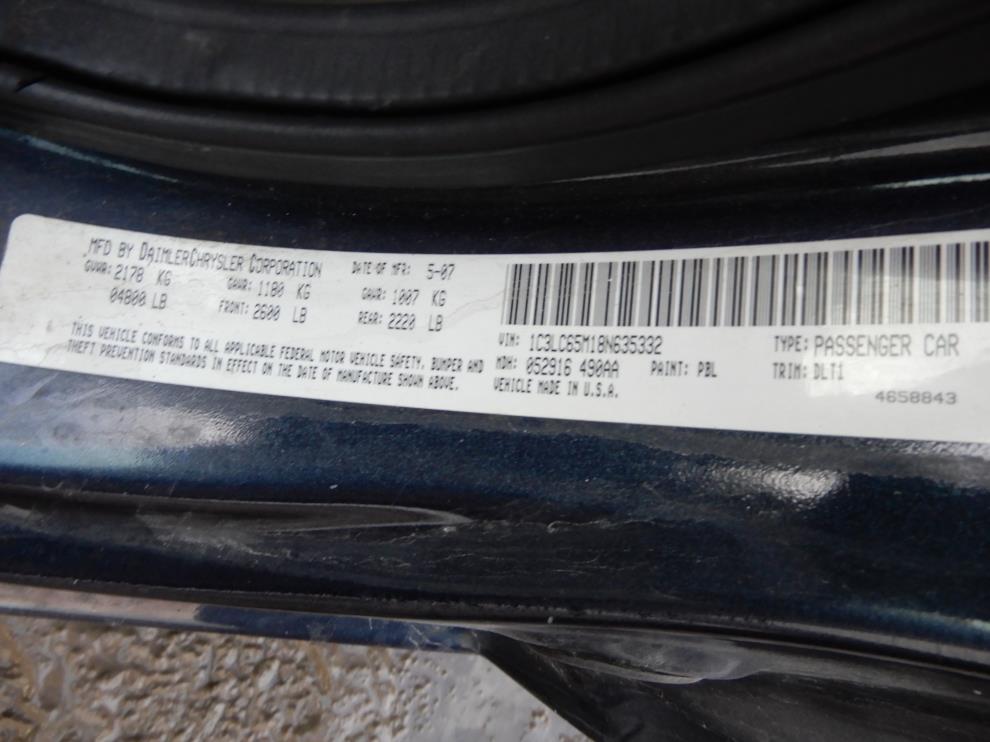 MFD BY DAIMLERCHRYSLER CORPORATION DATE OF MFR: 5-07
GVWR: 2178 KG GAWR: 1180 KG GAWR: 1007 KG
04800 LB FRONT: 2600 LB REAR: 2220 LB
THIS VEHICLE CONFORMS TO ALL APPLICABLE FEDERAL MOTOR VEHICLE SAFETY, BUMPER AND
THEFT PREVENTION STANDARDS IN EFFECT ON THE DATE OF MANUFACTURE SHOWN ABOVE.
VIN: 1C3LC65M18N635332 TYPE: PASSENGER CAR
MDH: 052916 490AA PAINT: PBL TRIM: DLT1
VEHICLE MADE IN U.S.A. 4658843